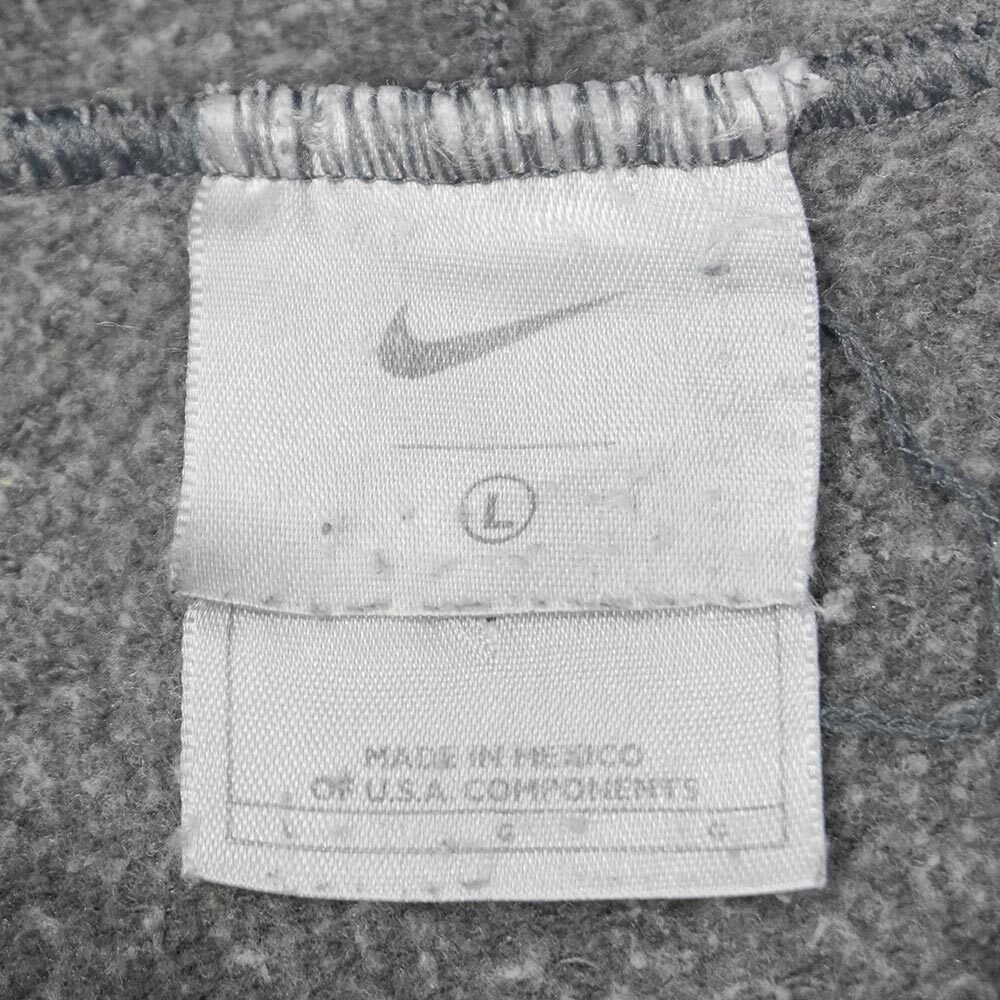 L
MADE IN MEXICO
OF U.S.A. COMPONENTS
L G G